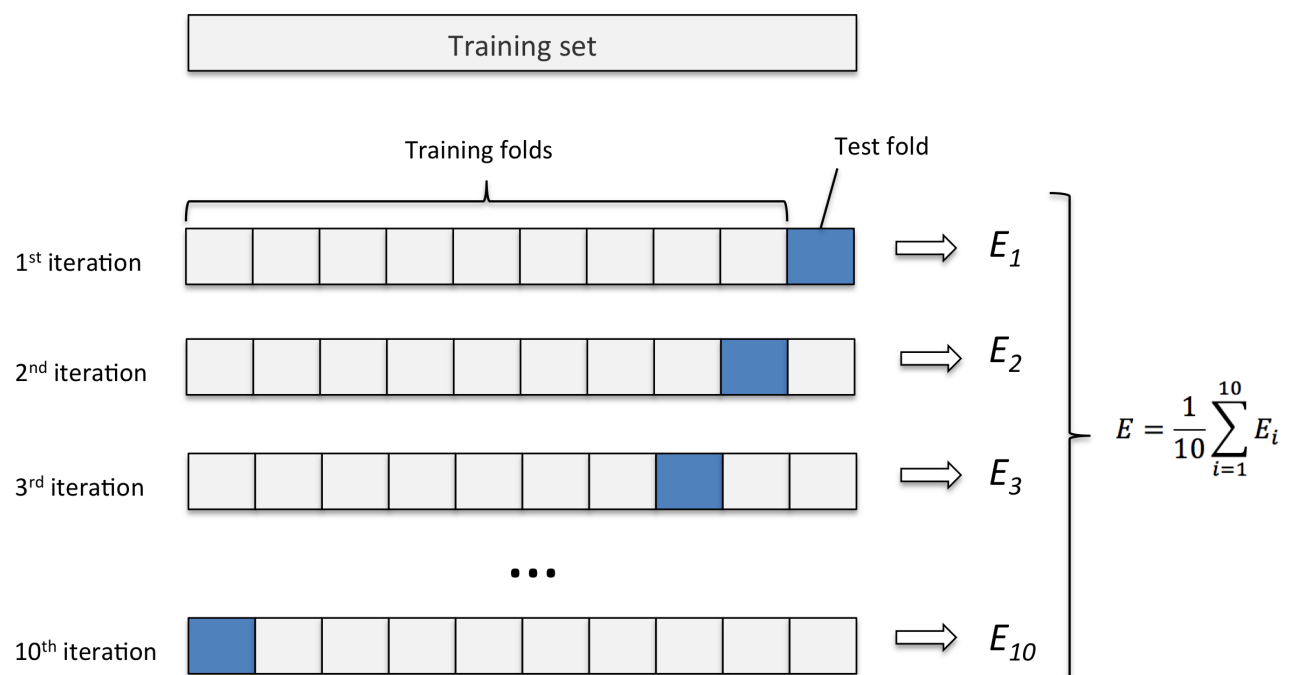 Training set
Training folds
Test fold
1st iteration
E1
2nd iteration
E2
3rd iteration
E3
E = 1/10 ∑_{i=1}^{10} E_i
...
10th iteration
E10